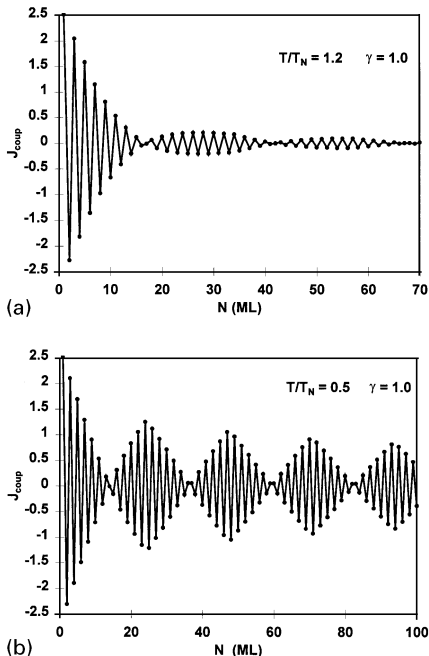 2.5
2
1.5
1
0.5
0
-0.5
-1
-1.5
-2
-2.5
J_coup
T/T_N = 1.2 γ = 1.0
0 10 20 30 40 50 60 70
N (ML)
(a)
2.5
2
1.5
1
0.5
0
-0.5
-1
-1.5
-2
-2.5
J_coup
T/T_N = 0.5 γ = 1.0
0 20 40 60 80 100
N (ML)
(b)